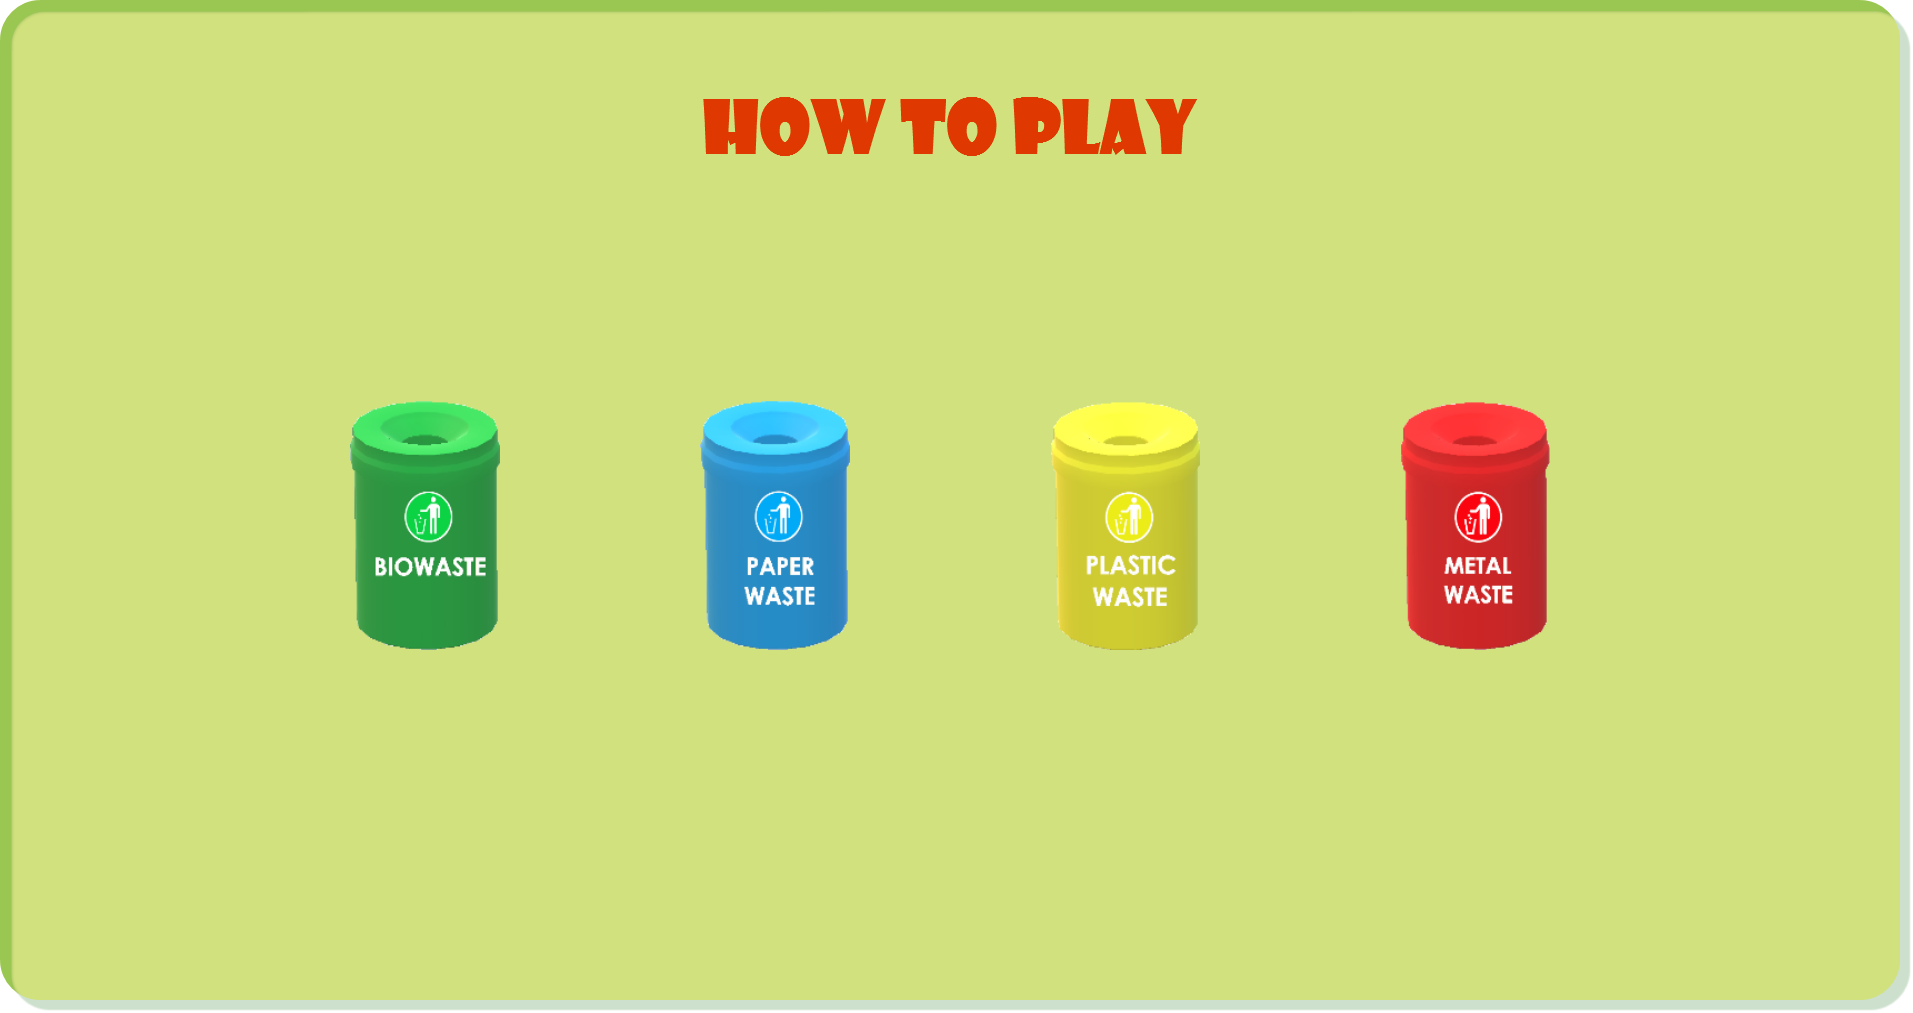 HOW TO PLAY
BIOWASTE
PAPER
WASTE
PLASTIC
WASTE
METAL
WASTE